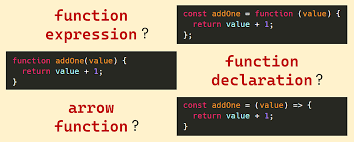 function
expression?
const addOne = function (value) {
  return value + 1;
};
function addOne(value) {
  return value + 1;
}
function
declaration?
arrow
function?
const addOne = (value) => {
  return value + 1;
}